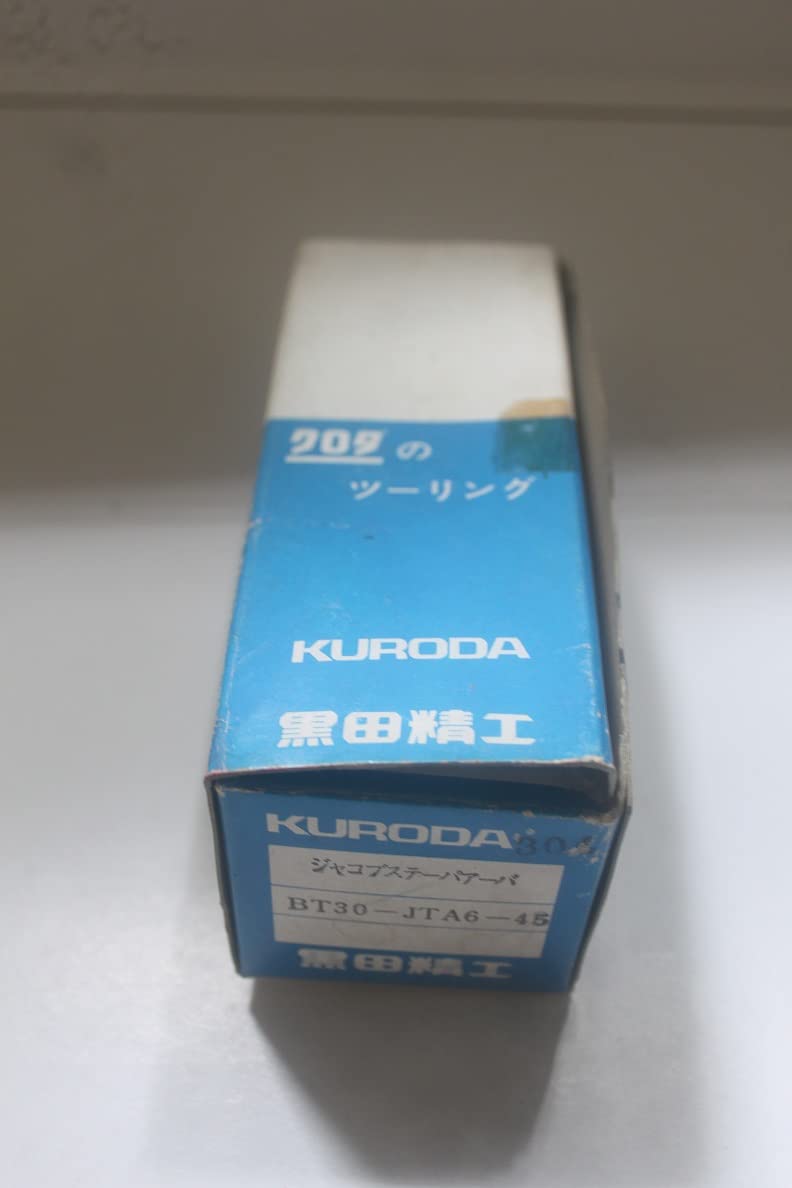 クロダの
ツーリング
KURODA
黒田精工
KURODA
ジャコブステーパアーバ
BT30-JTA6-45
黒田精工